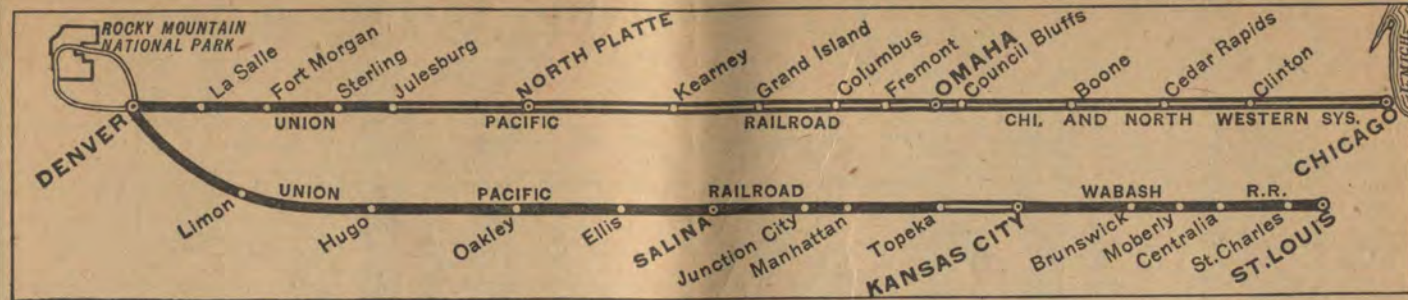 ROCKY MOUNTAIN
NATIONAL PARK
La Salle
Fort Morgan
Sterling
Julesburg
NORTH PLATTE
Kearney
Grand Island
Columbus
Fremont
OMAHA
Council Bluffs
Boone
Cedar Rapids
Clinton
UNION PACIFIC RAILROAD
CHI. AND NORTH WESTERN SYS.
DENVER
CHICAGO
UNION PACIFIC RAILROAD
WABASH R.R.
Limon
Hugo
Oakley
Ellis
SALINA
Junction City
Manhattan
Topeka
KANSAS CITY
Brunswick
Moberly
Centralia
St. Charles
ST. LOUIS